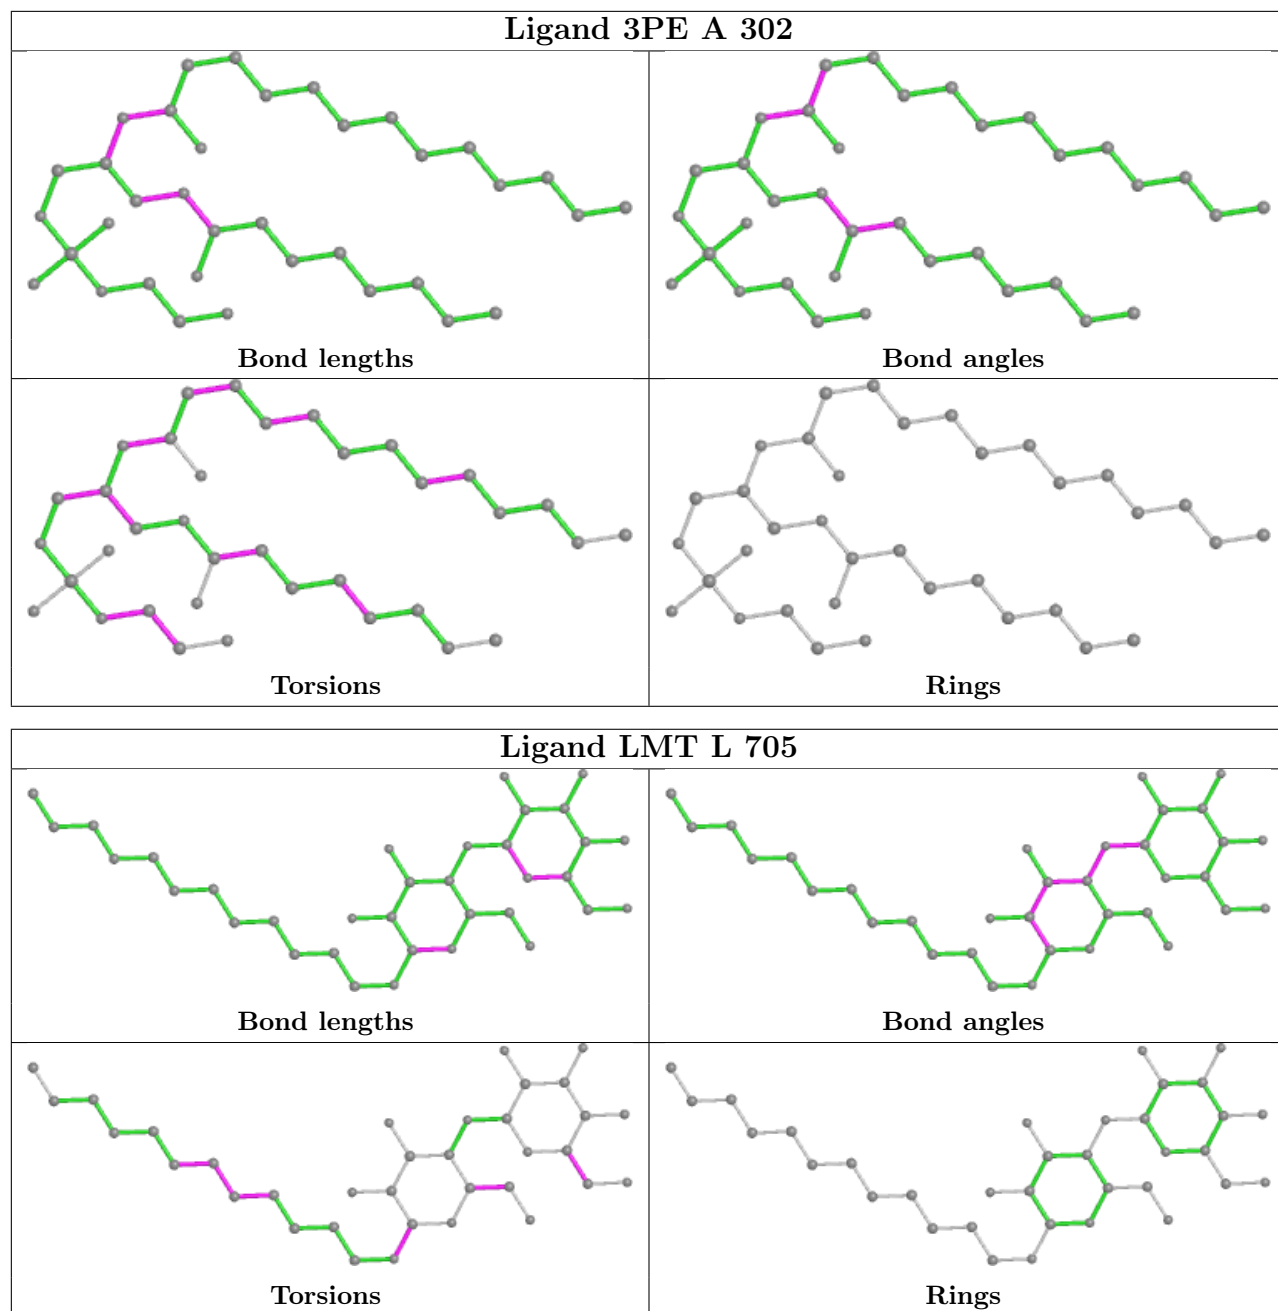 Ligand 3PE A 302
Bond lengths
Bond angles
Torsions
Rings
Ligand LMT L 705
Bond lengths
Bond angles
Torsions
Rings